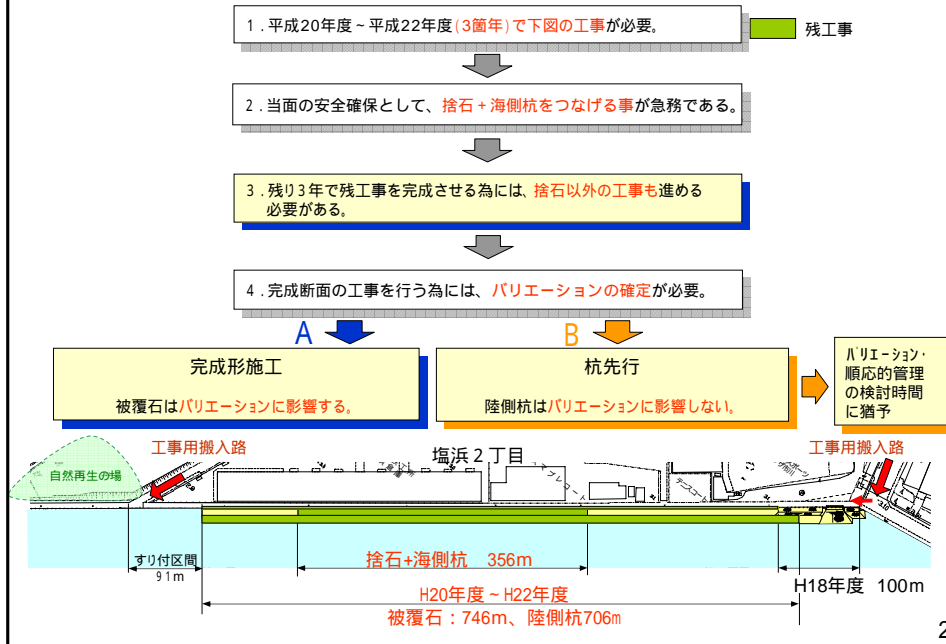 1．平成20年度～平成22年度(3箇年)で下図の工事が必要。
残工事
2．当面の安全確保として、捨石＋海側杭をつなげる事が急務である。
3．残り3年で残工事を完成させる為には、捨石以外の工事も進める
必要がある。
4．完成断面の工事を行う為には、バリエーションの確定が必要。
A
B
完成形施工
被覆石はバリエーションに影響する。
杭先行
陸側杭はバリエーションに影響しない。
バリエーション・
順応的管理
の検討時間
に猶予
工事用搬入路
塩浜２丁目
工事用搬入路
自然再生の場
テニスコート
すり付区間
91m
捨石+海側杭　356m
H18年度　100m
H20年度～H22年度
被覆石：746m、陸側杭706m
2